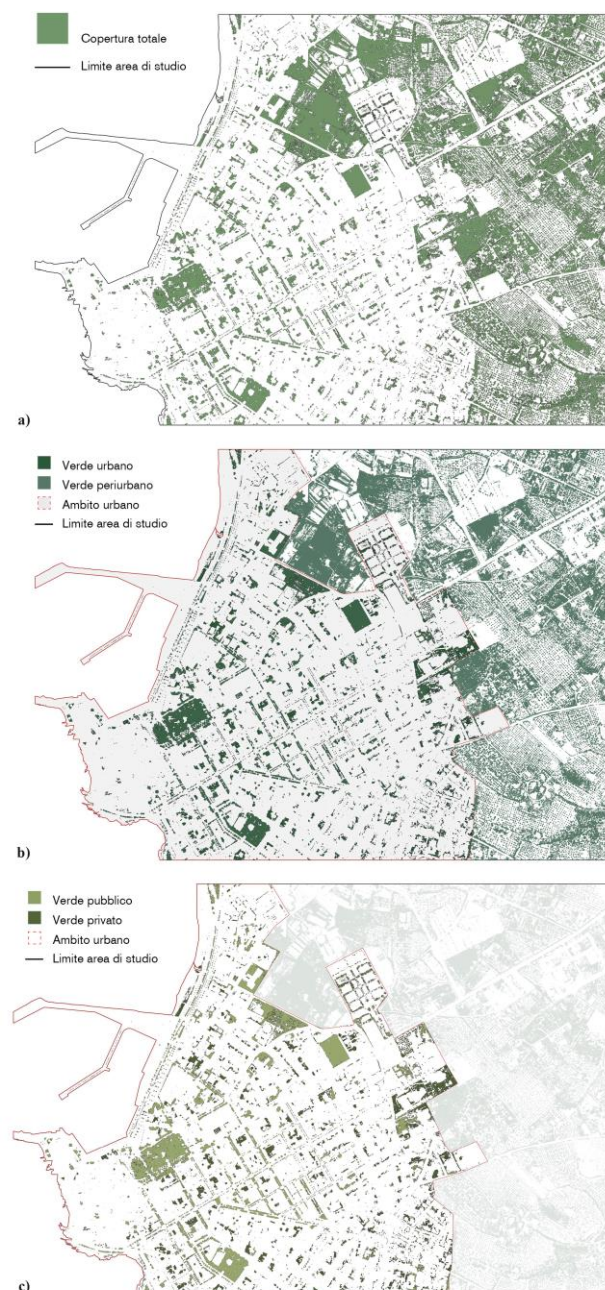 Copertura totale
Limite area di studio
a)
Verde urbano
Verde periurbano
Ambito urbano
Limite area di studio
b)
Verde pubblico
Verde privato
Ambito urbano
Limite area di studio
c)